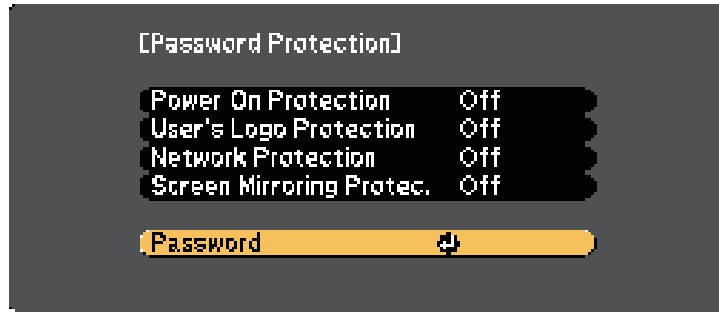 [Password Protection]
Power On Protection Off
User's Logo Protection Off
Network Protection Off
Screen Mirroring Protec. Off
Password